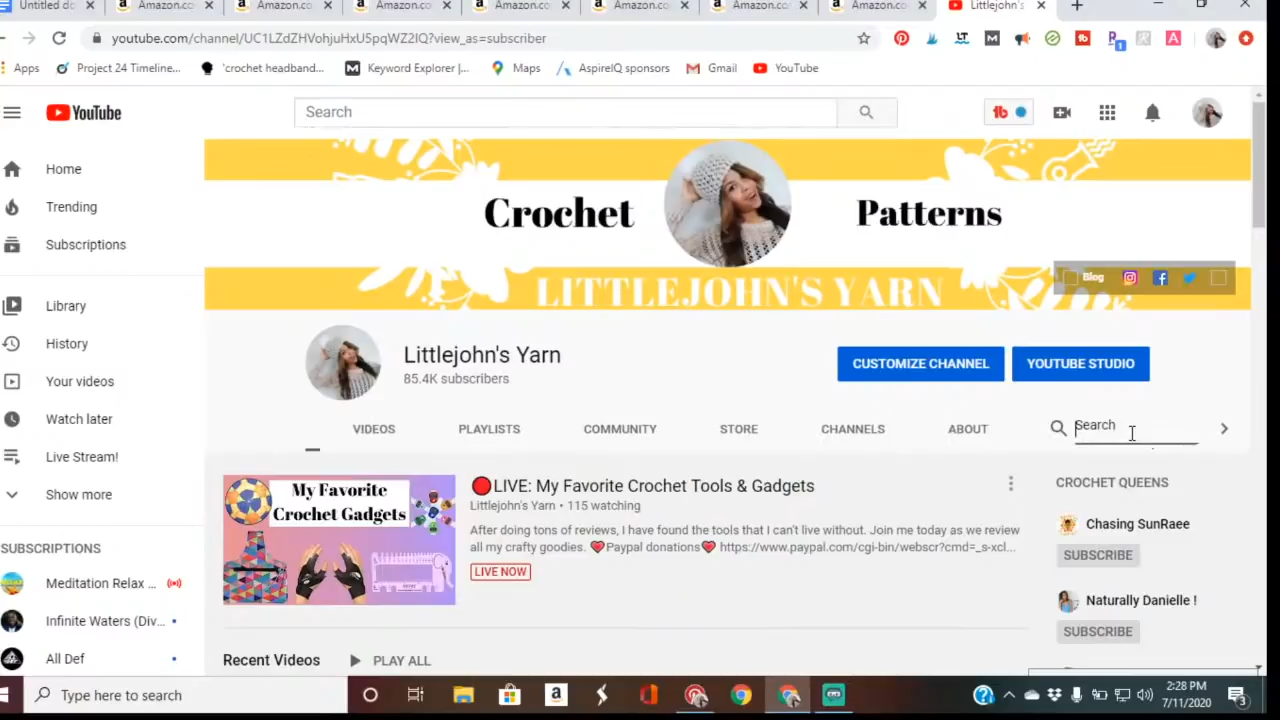 Untitled do
Amazon.co
Amazon.co
Amazon.co
Amazon.co
Amazon.co
Amazon.co
Amazon.co
Littlejohn's
youtube.com/channel/UC1LZdZHVohjuHxU5pqWZ2IQ?view_as=subscriber
Apps
Project 24 Timeline...
'crochet headband...
Keyword Explorer |...
Maps
AspireIQ sponsors
Gmail
YouTube
YouTube
Search
tb
Home
Trending
Subscriptions
Library
History
Your videos
Watch later
Live Stream!
Show more
SUBSCRIPTIONS
Meditation Relax ...
Infinite Waters (Div...
All Def
Crochet Patterns
LITTLEJOHN'S YARN
Blog
Littlejohn's Yarn
85.4K subscribers
CUSTOMIZE CHANNEL
YOUTUBE STUDIO
VIDEOS
PLAYLISTS
COMMUNITY
STORE
CHANNELS
ABOUT
Search
My Favorite
Crochet Gadgets
LIVE: My Favorite Crochet Tools & Gadgets
Littlejohn's Yarn • 115 watching
After doing tons of reviews, I have found the tools that I can't live without. Join me today as we review
all my crafty goodies. ❤Paypal donations❤ https://www.paypal.com/cgi-bin/webscr?cmd=_s-xcl...
LIVE NOW
Recent Videos
PLAY ALL
CROCHET QUEENS
Chasing SunRaee
SUBSCRIBE
Naturally Danielle !
SUBSCRIBE
Type here to search
2:28 PM
7/11/2020
3